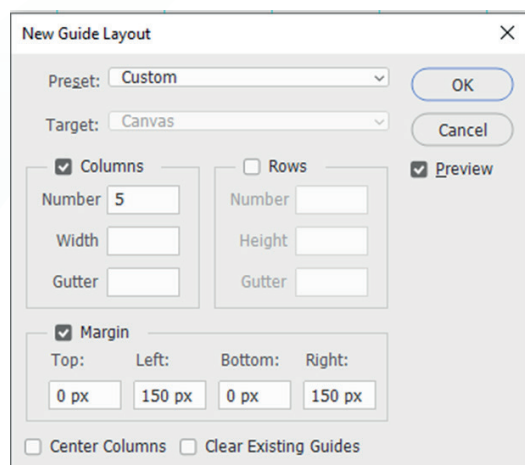 New Guide Layout
Preset: Custom
OK
Target: Canvas
Cancel
Columns
Rows
Preview
Number 5
Number
Width
Height
Gutter
Gutter
Margin
Top: Left: Bottom: Right:
0 px 150 px 0 px 150 px
Center Columns Clear Existing Guides